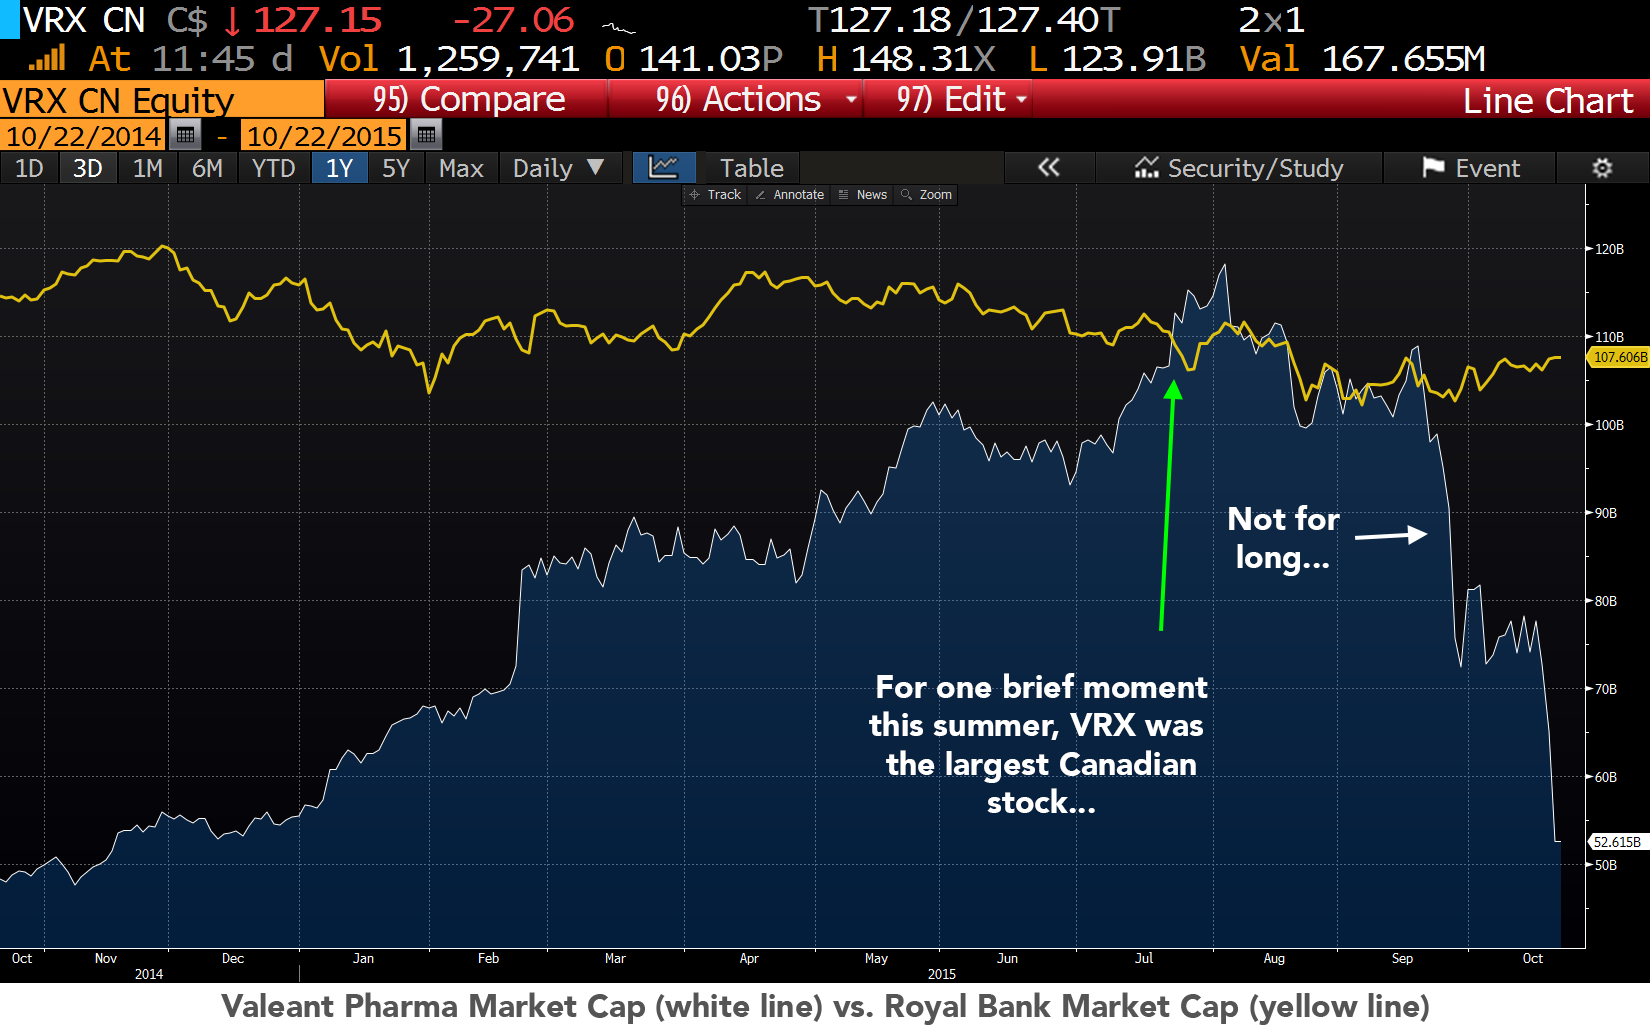 VRX CN C$ ↓ 127.15 -27.06 T127.18/127.40T 2x1
At 11:45 d Vol 1,259,741 O 141.03P H 148.31X L 123.91B Val 167.655M
VRX CN Equity 95) Compare 96) Actions 97) Edit Line Chart
10/22/2014 - 10/22/2015
1D 3D 1M 6M YTD 1Y 5Y Max Daily ▼ Table « Security/Study Event
Track Annotate News Zoom
120B
110B
107.606B
100B
90B
80B
70B
60B
52.615B
50B
Not for
long...
For one brief moment
this summer, VRX was
the largest Canadian
stock...
Oct Nov Dec Jan Feb Mar Apr May Jun Jul Aug Sep Oct
2014 2015
Valeant Pharma Market Cap (white line) vs. Royal Bank Market Cap (yellow line)